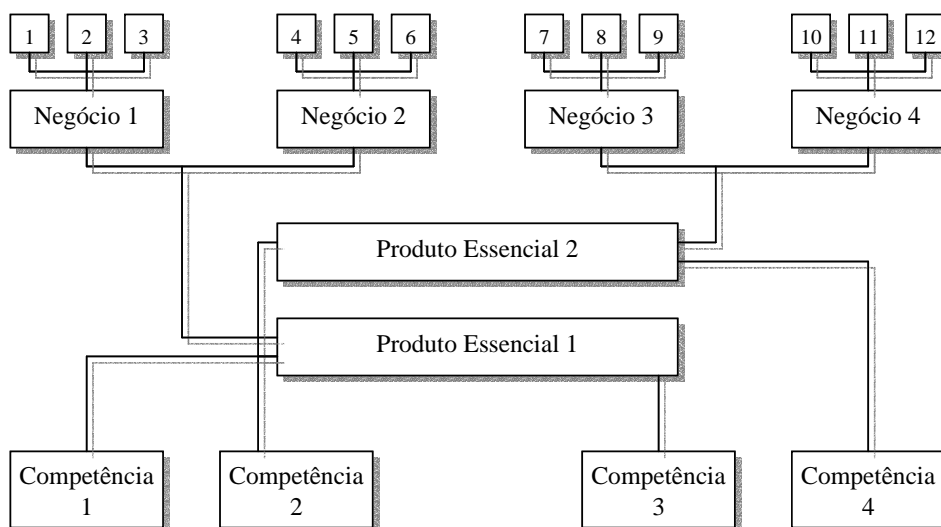 1 2 3 4 5 6 7 8 9 10 11 12
Negócio 1 Negócio 2 Negócio 3 Negócio 4
Produto Essencial 2
Produto Essencial 1
Competência
1
Competência
2
Competência
3
Competência
4